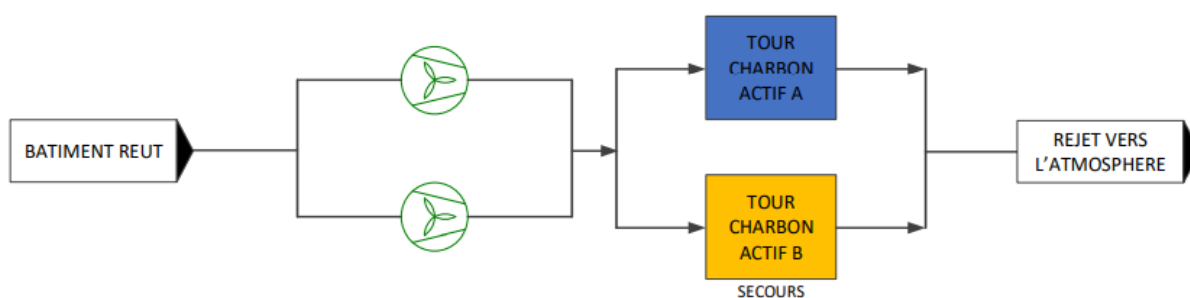 BATIMENT REUT
TOUR
CHARBON
ACTIF A
TOUR
CHARBON
ACTIF B
SECOURS
REJET VERS
L’ATMOSPHERE